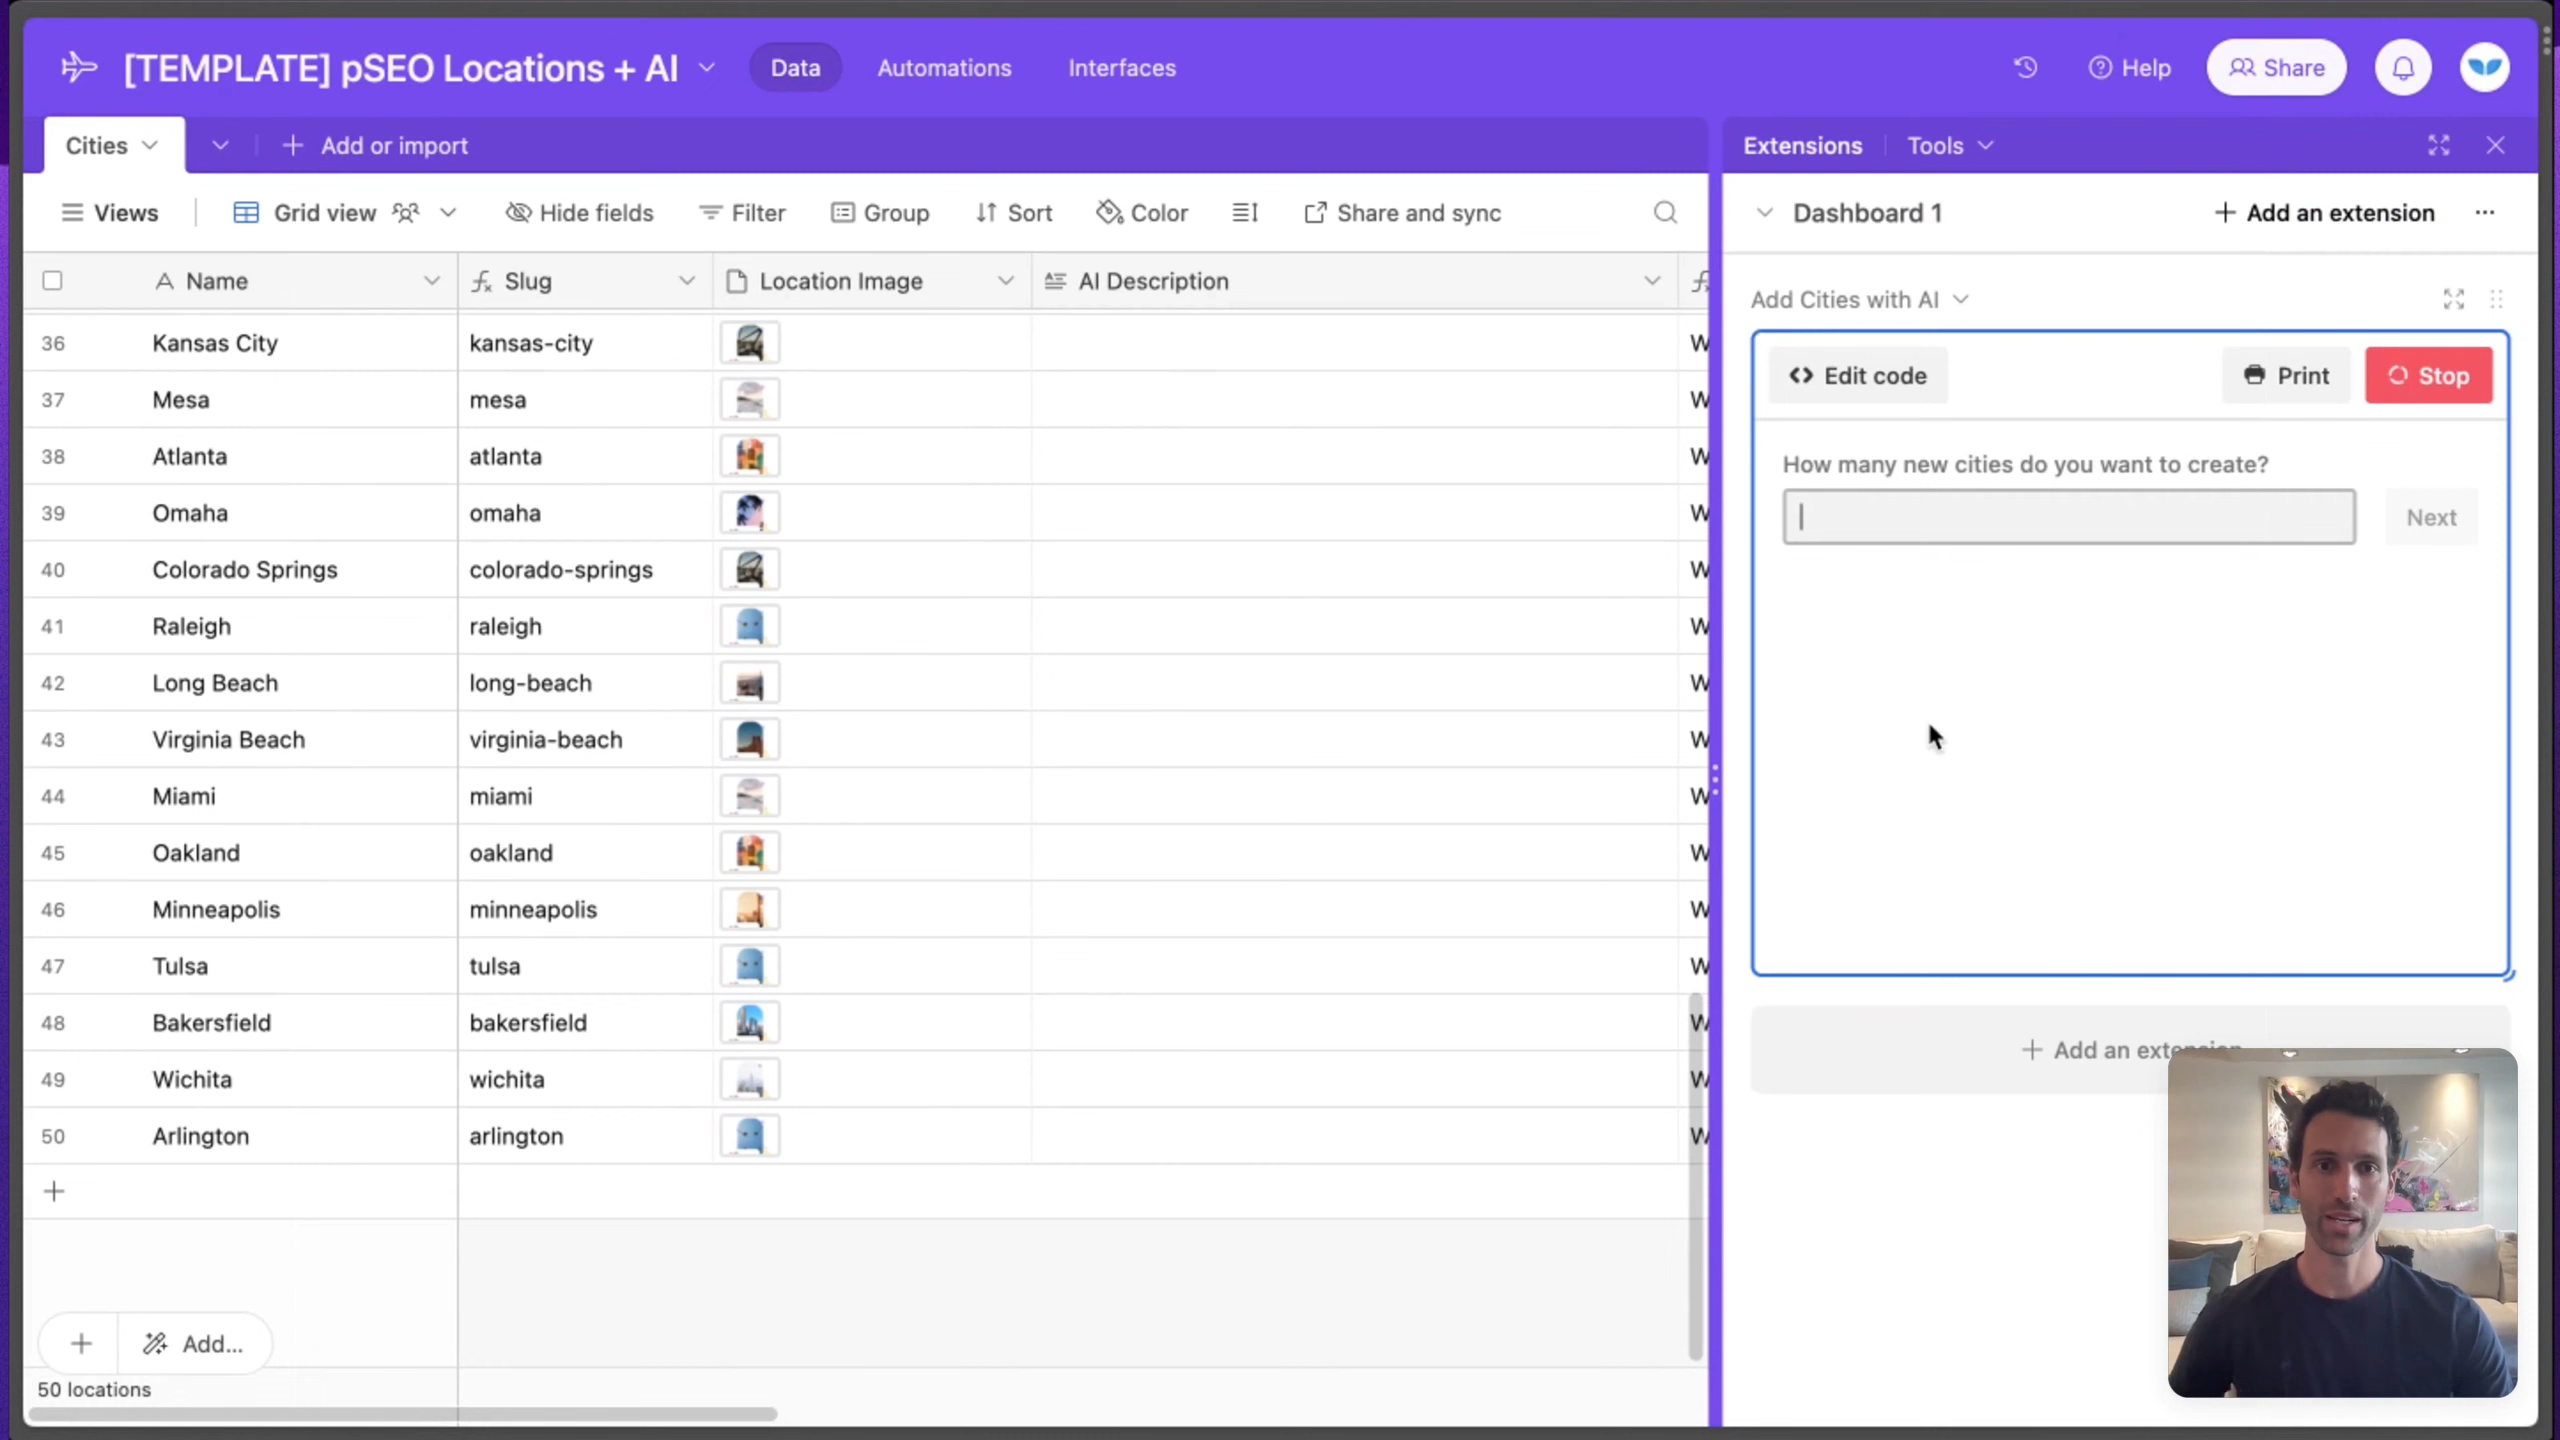 [TEMPLATE] pSEO Locations + AI
Data
Automations
Interfaces
Help
Share
Cities
Add or import
Extensions
Tools
Views
Grid view
Hide fields
Filter
Group
Sort
Color
Share and sync
Dashboard 1
Add an extension
Name
Slug
Location Image
AI Description
36 Kansas City kansas-city W
37 Mesa mesa W
38 Atlanta atlanta W
39 Omaha omaha W
40 Colorado Springs colorado-springs W
41 Raleigh raleigh W
42 Long Beach long-beach W
43 Virginia Beach virginia-beach W
44 Miami miami W
45 Oakland oakland W
46 Minneapolis minneapolis W
47 Tulsa tulsa W
48 Bakersfield bakersfield W
49 Wichita wichita W
50 Arlington arlington W
Add...
50 locations
Add Cities with AI
Edit code
Print
Stop
How many new cities do you want to create?
Next
Add an extension